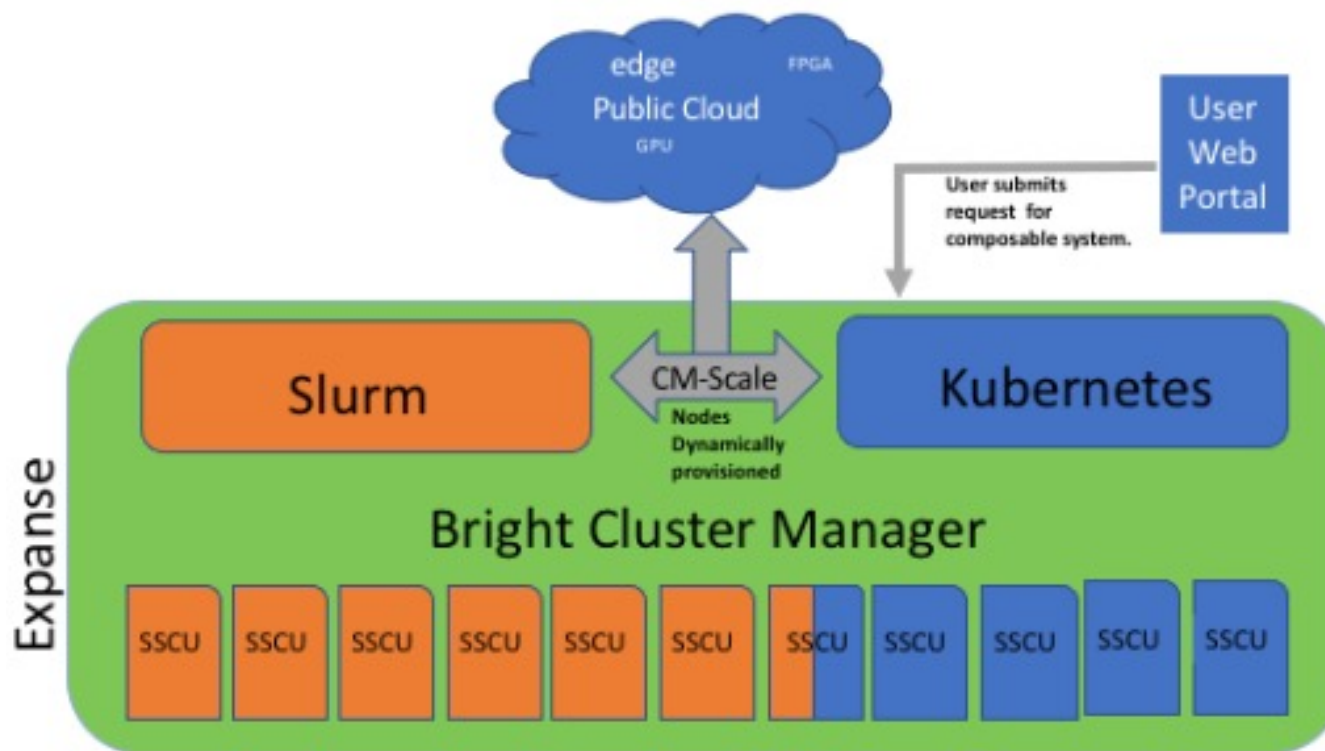 edge
FPGA
Public Cloud
GPU
User
Web
Portal
User submits
request for
composable system.
Slurm
CM-Scale
Kubernetes
Nodes
Dynamically
provisioned
Bright Cluster Manager
Expanse
SSCU
SSCU
SSCU
SSCU
SSCU
SSCU
SSCU
SSCU
SSCU
SSCU
SSCU